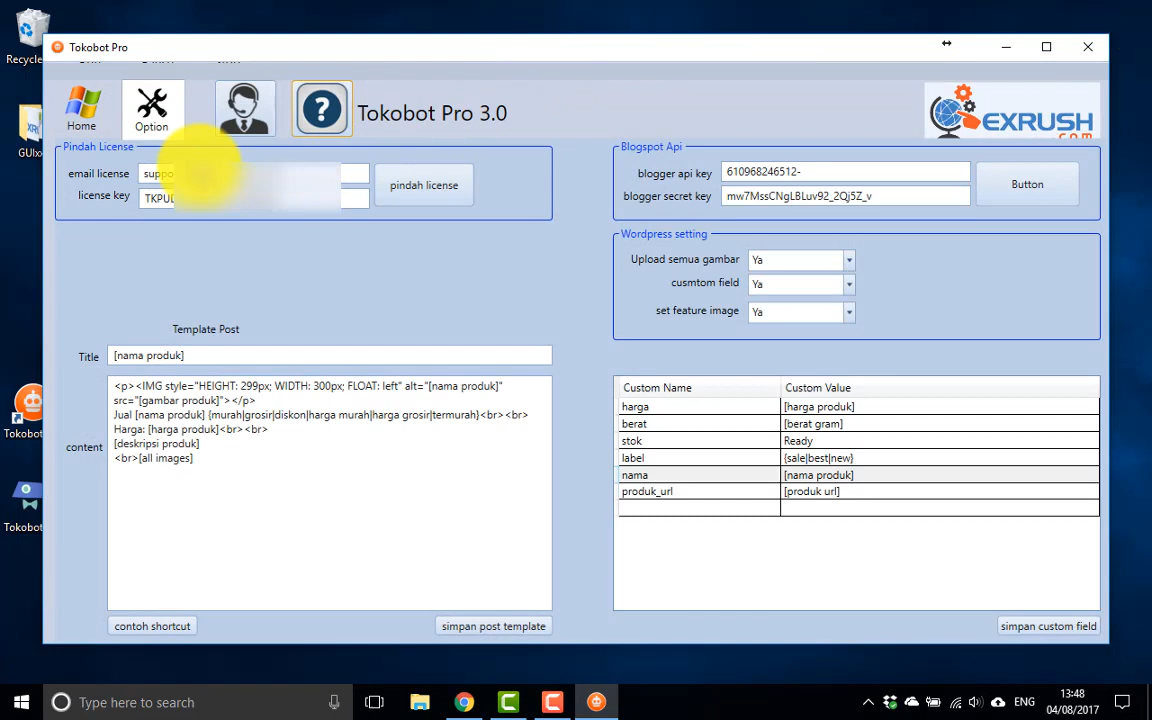 Recycle
Tokobot Pro
Home
Option
Tokobot Pro 3.0
EXRUSH
.COM
Pindah License
email license
suppo
license key
TKPU
pindah license
Blogspot Api
blogger api key
610968246512-
blogger secret key
mw7MssCNgLBLuv92_2Qj5Z_v
Button
Wordpress setting
Upload semua gambar
Ya
cusmtom field
Ya
set feature image
Ya
GUIxo
Template Post
Title
[nama produk]
content
<p><IMG style="HEIGHT: 299px; WIDTH: 300px; FLOAT: left" alt="[nama produk]"
src="[gambar produk]"></p>
Jual [nama produk] {murah|grosir|diskon|harga murah|harga grosir|termurah}<br><br>
Harga: [harga produk]<br><br>
[deskripsi produk]
<br>[all images]
Custom Name Custom Value
harga [harga produk]
berat [berat gram]
stok Ready
label {sale|best|new}
nama [nama produk]
produk_url [produk url]
Tokobot
Tokobot
contoh shortcut
simpan post template
simpan custom field
Type here to search
ENG
13:48
04/08/2017